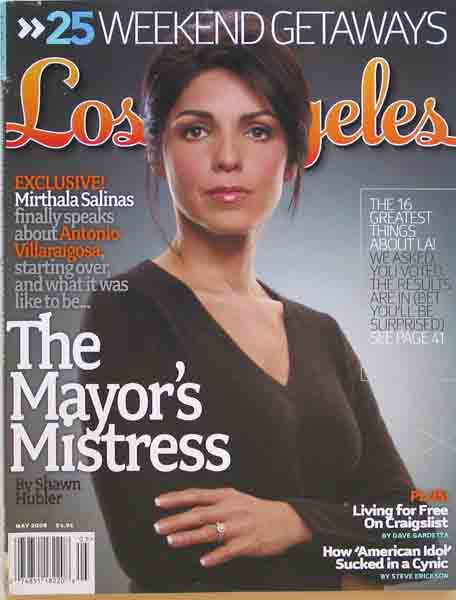 »25 WEEKEND GETAWAYS
Los geles
EXCLUSIVE!
Mirthala Salinas
finally speaks
about Antonio
Villaraigosa,
starting over,
and what it was
like to be...
The
Mayor's
Mistress
By Shawn
Hubler
THE 16
GREATEST
THINGS
ABOUT LA!
WE ASKED,
YOU VOTED,
THE RESULTS
ARE IN (BET
YOU'LL BE
SURPRISED)
SEE PAGE 41
PLUS!
Living for Free
On Craigslist
BY DAVE GARDETTA
How 'American Idol'
Sucked in a Cynic
BY STEVE ERICKSON
MAY 2008 $4.95